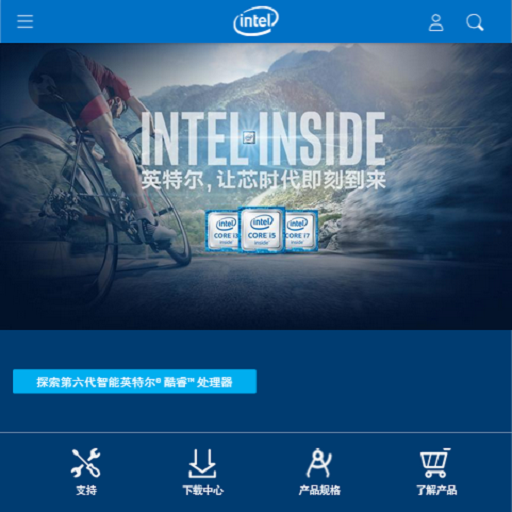 intel
INTEL INSIDE
英特尔,让芯时代即刻到来
intel CORE i3 inside
intel CORE i5 inside
intel CORE i7 inside
探索第六代智能英特尔® 酷睿™ 处理器
支持
下载中心
产品规格
了解产品